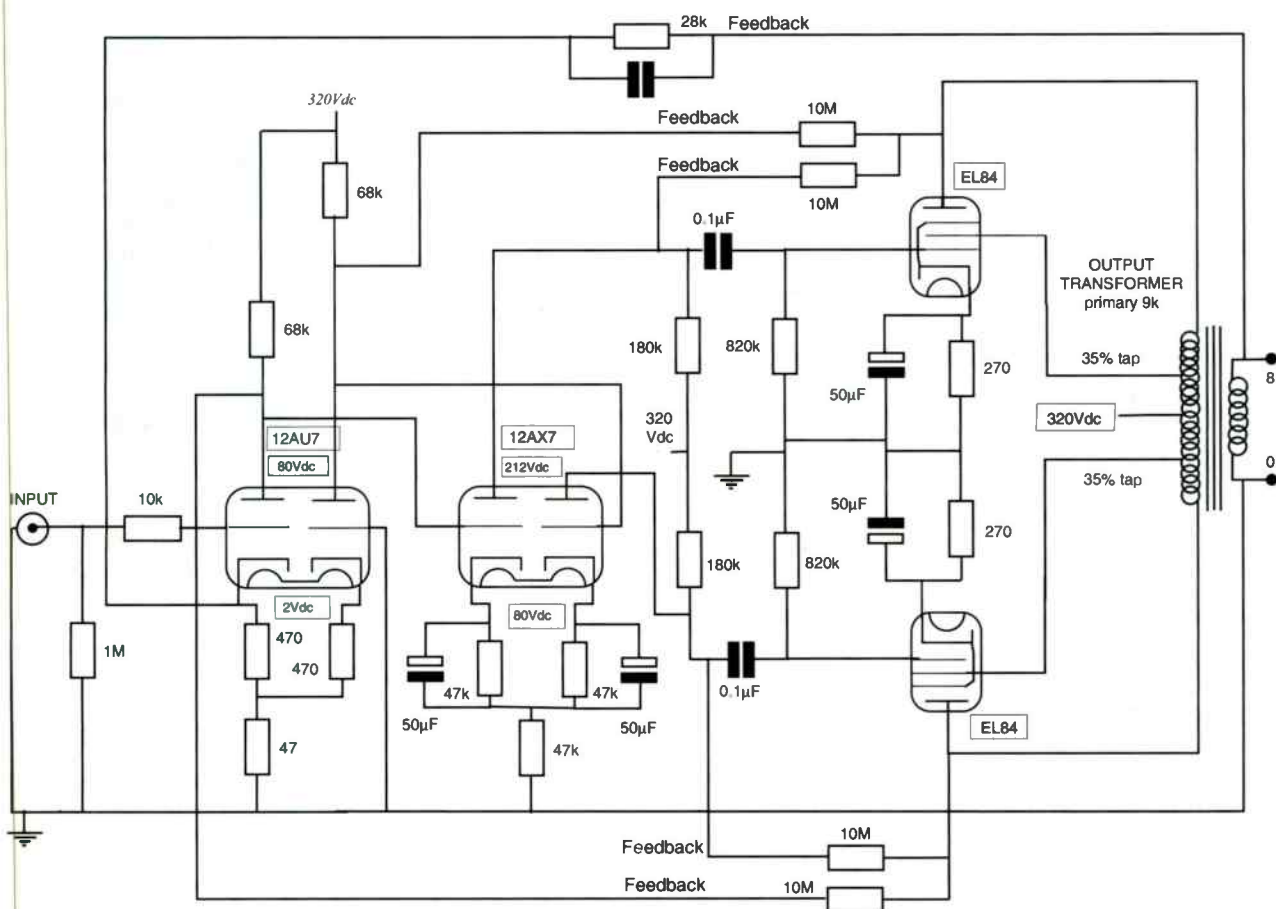 28k
Feedback
320Vdc
Feedback
10M
68k
Feedback
10M
EL84
0.1µF
OUTPUT
TRANSFORMER
primary 9k
68k
180k
820k
270
35% tap
50µF
8
320
Vdc
320Vdc
12AU7
12AX7
80Vdc
212Vdc
0
35% tap
INPUT
10k
50µF
270
180k
820k
2Vdc
80Vdc
1M
470
470
47k
47k
0.1µF
50µF
50µF
EL84
47
47k
10M
Feedback
Feedback
10M